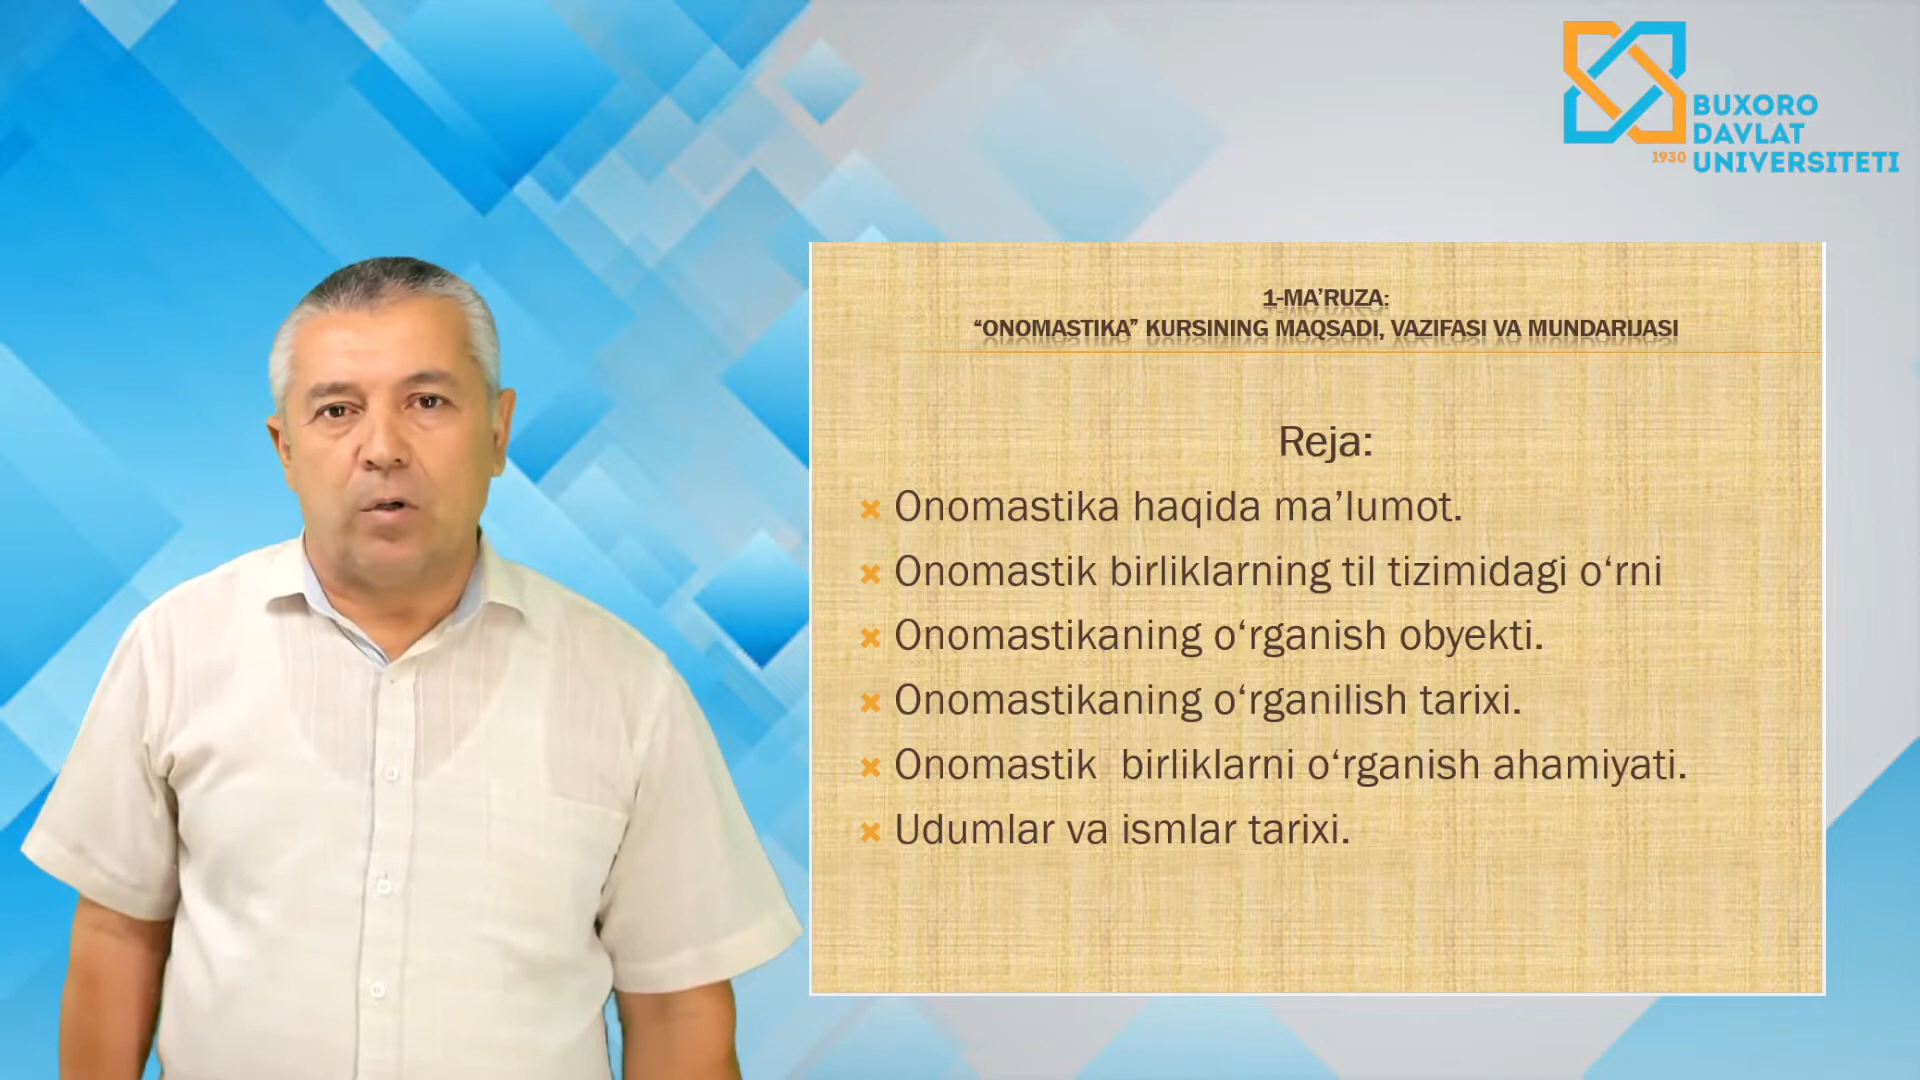 BUXORO
DAVLAT
1930 UNIVERSITETI
1-MA’RUZA:
“ONOMASTIKA” KURSINING MAQSADI, VAZIFASI VA MUNDARIJASI
Reja:
Onomastika haqida ma’lumot.
Onomastik birliklarning til tizimidagi o‘rni
Onomastikaning o‘rganish obyekti.
Onomastikaning o‘rganilish tarixi.
Onomastik  birliklarni o‘rganish ahamiyati.
Udumlar va ismlar tarixi.